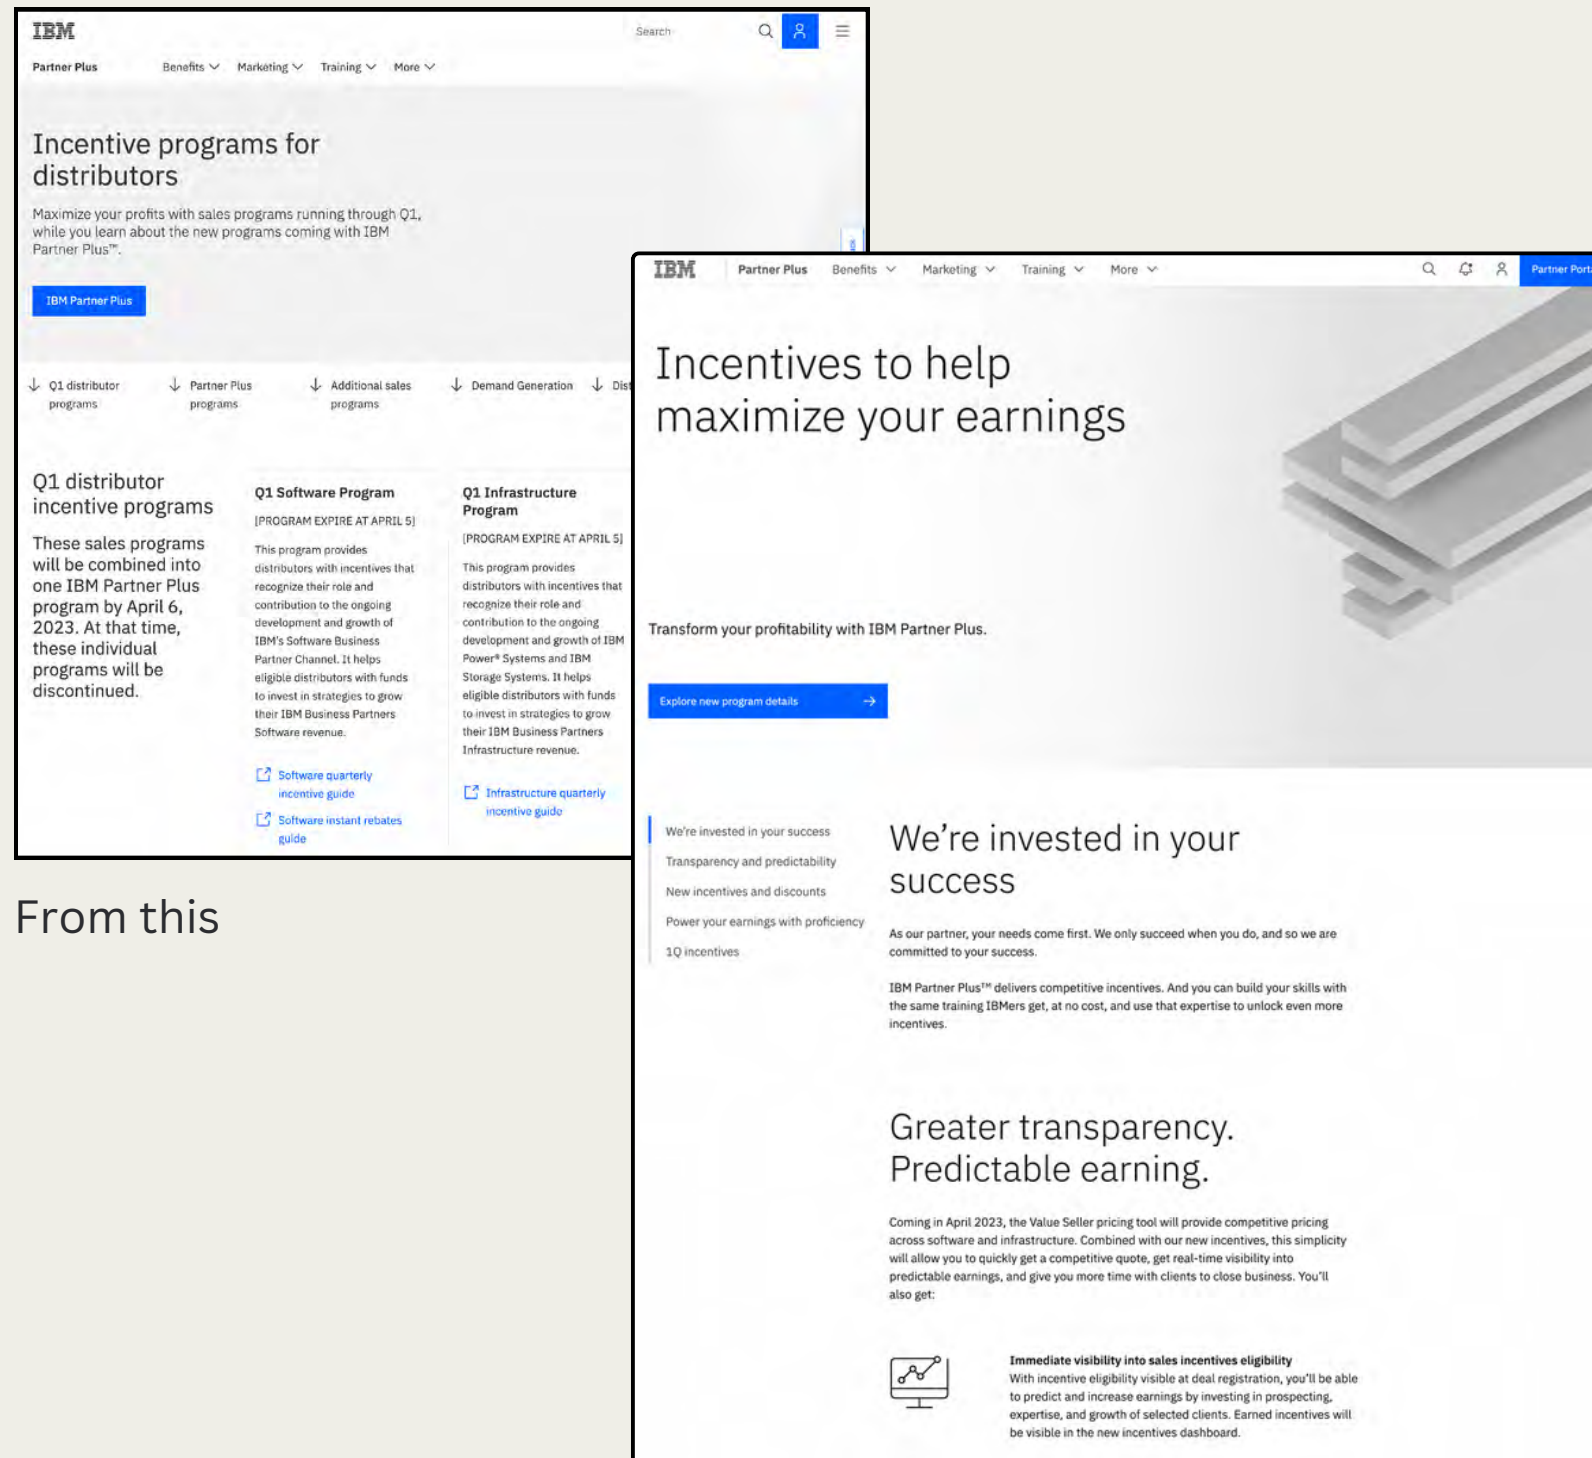 IBM
Search
Partner Plus
Benefits
Marketing
Training
More
Incentive programs for
distributors
Maximize your profits with sales programs running through Q1,
while you learn about the new programs coming with IBM
Partner Plus™.
IBM Partner Plus
Q1 distributor
programs
Partner Plus
programs
Additional sales
programs
Demand Generation
Q1 distributor
incentive programs
These sales programs
will be combined into
one IBM Partner Plus
program by April 6,
2023. At that time,
these individual
programs will be
discontinued.
Q1 Software Program
[PROGRAM EXPIRE AT APRIL 5]
This program provides
distributors with incentives that
recognize their role and
contribution to the ongoing
development and growth of
IBM's Software Business
Partner Channel. It helps
eligible distributors with funds
to invest in strategies to grow
their IBM Business Partners
Software revenue.
Software quarterly
incentive guide
Software instant rebates
guide
Q1 Infrastructure
Program
[PROGRAM EXPIRE AT APRIL 5]
This program provides
distributors with incentives that
recognize their role and
contribution to the ongoing
development and growth of IBM
Power® Systems and IBM
Storage Systems. It helps
eligible distributors with funds
to invest in strategies to grow
their IBM Business Partners
Infrastructure revenue.
Infrastructure quarterly
incentive guide
From this
IBM
Partner Plus
Benefits
Marketing
Training
More
Partner Porta
Incentives to help
maximize your earnings
Transform your profitability with IBM Partner Plus.
Explore new program details
We're invested in your success
Transparency and predictability
New incentives and discounts
Power your earnings with proficiency
1Q incentives
We're invested in your
success
As our partner, your needs come first. We only succeed when you do, and so we are
committed to your success.
IBM Partner Plus™ delivers competitive incentives. And you can build your skills with
the same training IBMers get, at no cost, and use that expertise to unlock even more
incentives.
Greater transparency.
Predictable earning.
Coming in April 2023, the Value Seller pricing tool will provide competitive pricing
across software and infrastructure. Combined with our new incentives, this simplicity
will allow you to quickly get a competitive quote, get real-time visibility into
predictable earnings, and give you more time with clients to close business. You'll
also get:
Immediate visibility into sales incentives eligibility
With incentive eligibility visible at deal registration, you'll be able
to predict and increase earnings by investing in prospecting,
expertise, and growth of selected clients. Earned incentives will
be visible in the new incentives dashboard.